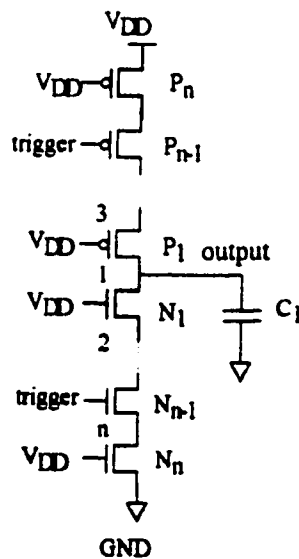 VDD
VDD Pn
trigger Pn-1
3
VDD P1 output
1
VDD N1 C1
2
trigger Nn-1
n
VDD Nn
GND